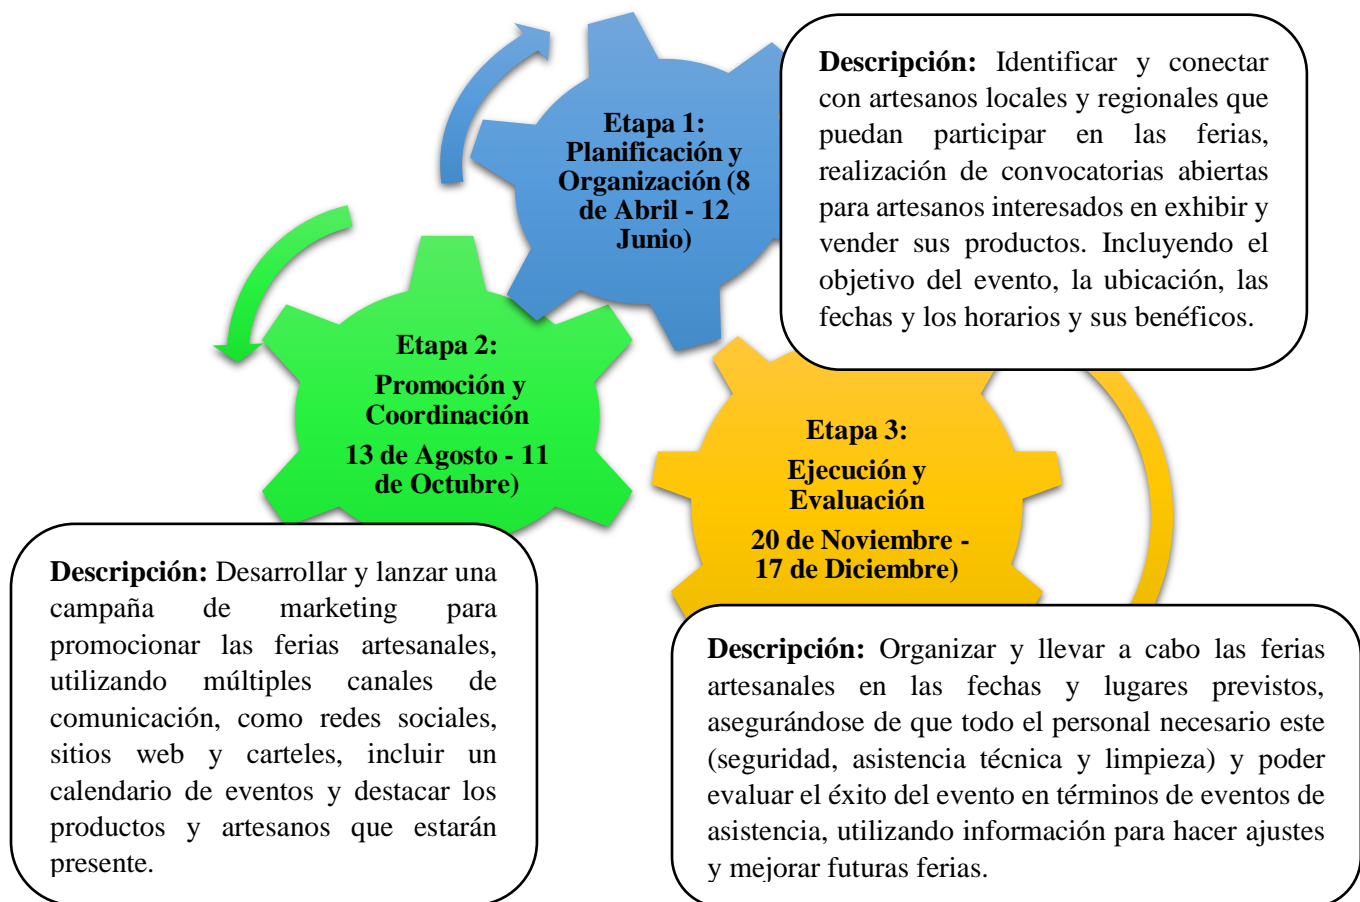 Etapa 1:
Planificación y
Organización (8
de Abril - 12
Junio)
Descripción: Identificar y conectar
con artesanos locales y regionales que
puedan participar en las ferias,
realización de convocatorias abiertas
para artesanos interesados en exhibir y
vender sus productos. Incluyendo el
objetivo del evento, la ubicación, las
fechas y los horarios y sus benéficos.
Etapa 2:
Promoción y
Coordinación
13 de Agosto - 11
de Octubre)
Descripción: Desarrollar y lanzar una
campaña de marketing para
promocionar las ferias artesanales,
utilizando múltiples canales de
comunicación, como redes sociales,
sitios web y carteles, incluir un
calendario de eventos y destacar los
productos y artesanos que estarán
presente.
Etapa 3:
Ejecución y
Evaluación
20 de Noviembre -
17 de Diciembre)
Descripción: Organizar y llevar a cabo las ferias
artesanales en las fechas y lugares previstos,
asegurándose de que todo el personal necesario este
(seguridad, asistencia técnica y limpieza) y poder
evaluar el éxito del evento en términos de eventos de
asistencia, utilizando información para hacer ajustes
y mejorar futuras ferias.